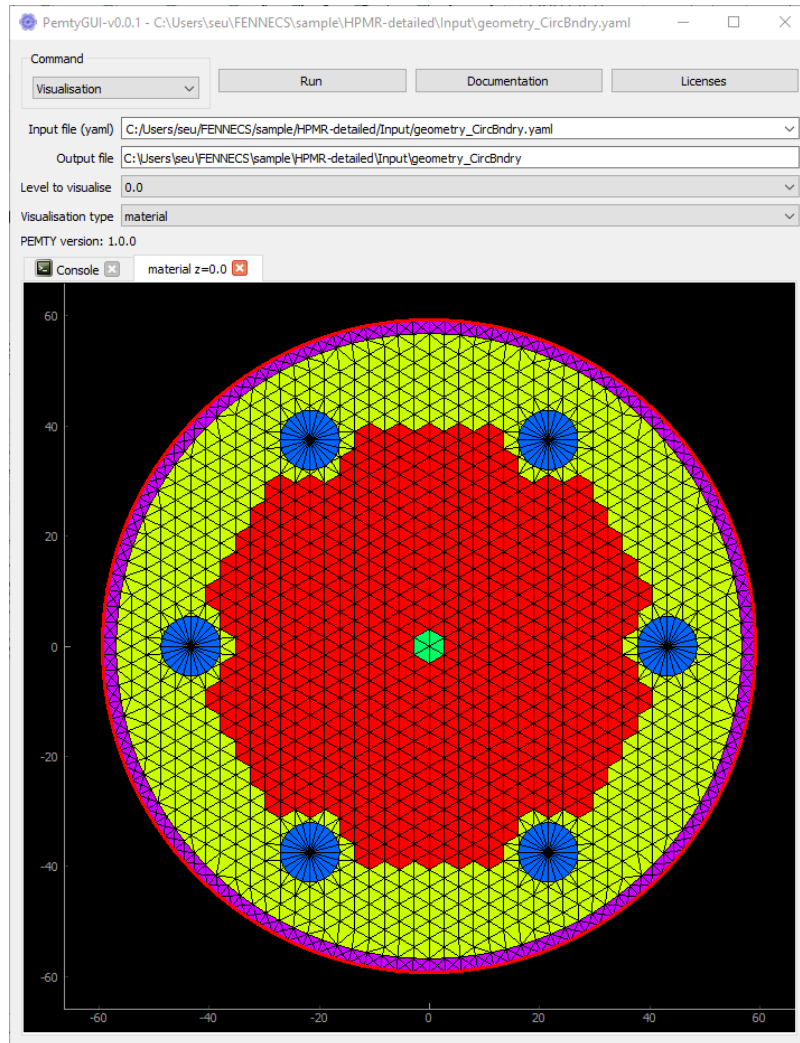 PemtyGUI-v0.0.1 - C:\Users\seu\FENNECS\sample\HPMR-detailed\Input\geometry_CircBndry.yaml
Command
Visualisation Run Documentation Licenses
Input file (yaml) C:/Users/seu/FENNECS/sample/HPMR-detailed/Input/geometry_CircBndry.yaml
Output file C:\Users\seu\FENNECS\sample\HPMR-detailed\Input\geometry_CircBndry
Level to visualise 0.0
Visualisation type material
PEMTY version: 1.0.0
Console material z=0.0
60
40
20
0
-20
-40
-60
-60 -40 -20 0 20 40 60